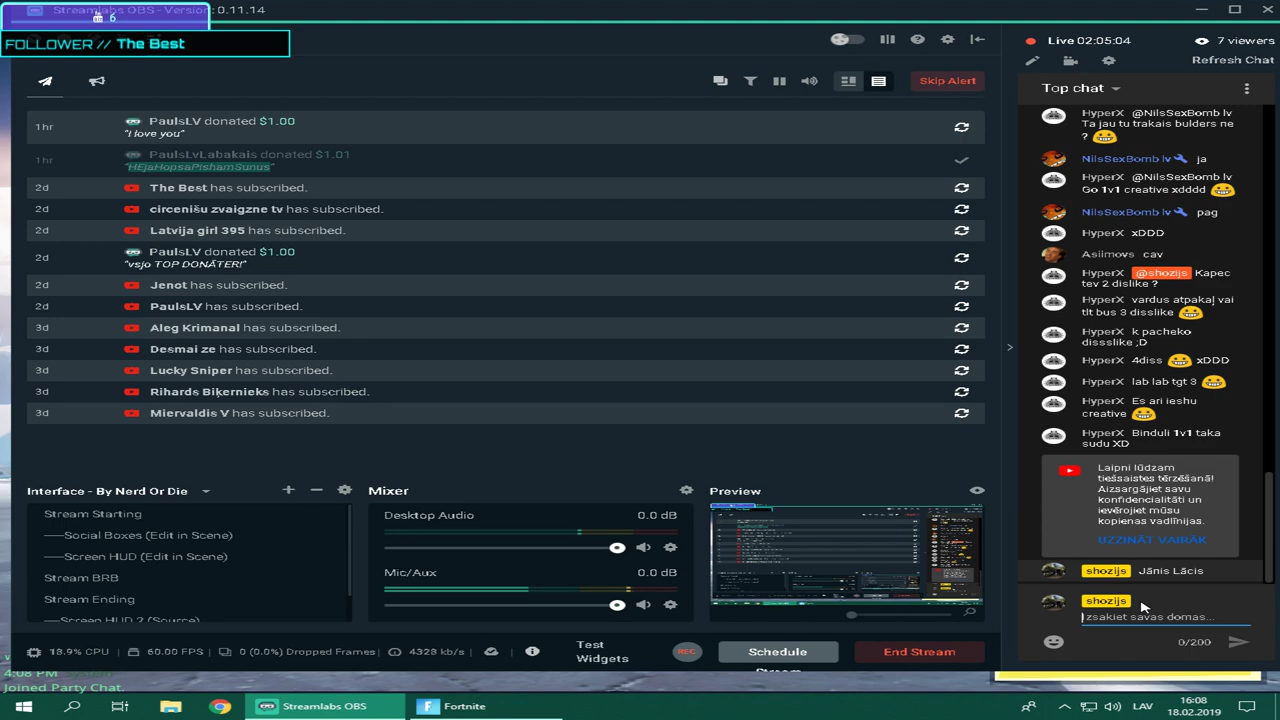 Streamlabs OBS - Version: 0.11.14
6
FOLLOWER // The Best
Skip Alert
1hr
PaulsLV donated $1.00
"I love you"
1hr
PaulsLvLabakais donated $1.01
"HEjaHopsaPishamSunus"
2d
The Best has subscribed.
2d
circenišu zvaigzne tv has subscribed.
2d
Latvija girl 395 has subscribed.
2d
PaulsLV donated $1.00
"vsjo TOP DONĀTER!"
2d
Jenot has subscribed.
2d
PaulsLV has subscribed.
3d
Aleg Krimanal has subscribed.
3d
Desmai ze has subscribed.
3d
Lucky Sniper has subscribed.
3d
Rihards Biķernieks has subscribed.
3d
Miervaldis V has subscribed.
Interface - By Nerd Or Die
Stream Starting
Social Boxes (Edit in Scene)
Screen HUD (Edit in Scene)
Stream BRB
Stream Ending
Screen HUD 2 (Source)
Mixer
Desktop Audio
0.0 dB
Mic/Aux
0.0 dB
Preview
18.9% CPU
60.00 FPS
0 (0.0%) Dropped Frames
4328 kb/s
Test
Widgets
REC
Schedule
Stream
End Stream
Live 02:05:04
7 viewers
Refresh Chat
Top chat
HyperX @NilsSexBomb lv
Ta jau tu trakais bulders ne
?
NilsSexBomb lv ja
HyperX @NilsSexBomb lv
Go 1v1 creative xdddd
NilsSexBomb lv pag
HyperX xDDD
Asiimovs cav
HyperX @shozijs Kapec
tev 2 dislike ?
HyperX vardus atpakaļ vai
tlt bus 3 disslike
HyperX k pacheko
dissslike ;D
HyperX 4diss xDDD
HyperX lab lab tgt 3
HyperX Es ari ieshu
creative
HyperX Binduli 1v1 taka
sudu XD
Laipni lūdzam
tiešsaistes tērzēšanā!
Aizsargājiet savu
konfidencialitāti un
ievērojiet mūsu
kopienas vadlīnijas.
UZZINĀT VAIRĀK
shozijs Jānis Lācis
shozijs
Izsakiet savas domas...
0/200
4:08 PM
Joined Party Chat.
Streamlabs OBS
Fortnite
LAV
16:08
18.02.2019